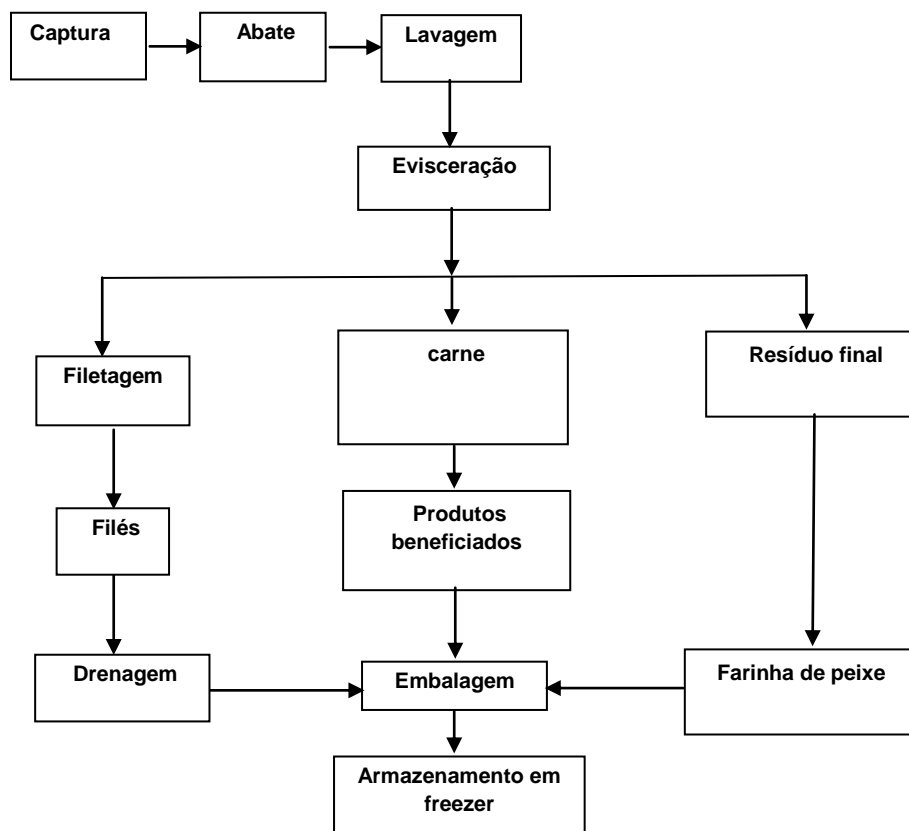 Captura
Abate
Lavagem
Evisceração
Filetagem
carne
Resíduo final
Filés
Produtos
beneficiados
Drenagem
Embalagem
Farinha de peixe
Armazenamento em
freezer